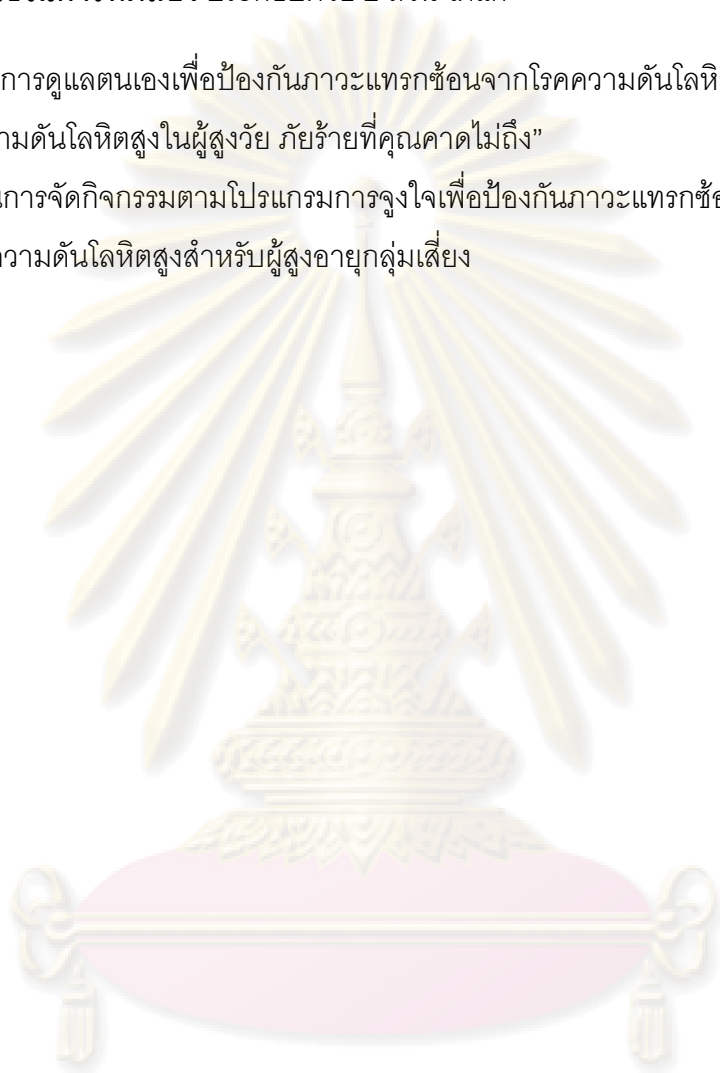 การดูแลตนเองเพื่อป้องกันภาวะแทรกซ้อนจากโรคความดันโลหิ
ามดันโลหิตสูงในผู้สูงวัย ภัยร้ายที่คุณคาดไม่ถึง”
นการจัดกิจกรรมตามโปรแกรมการจูงใจเพื่อป้องกันภาวะแทรกซ้อ
ความดันโลหิตสูงสำหรับผู้สูงอายุกลุ่มเสี่ยง